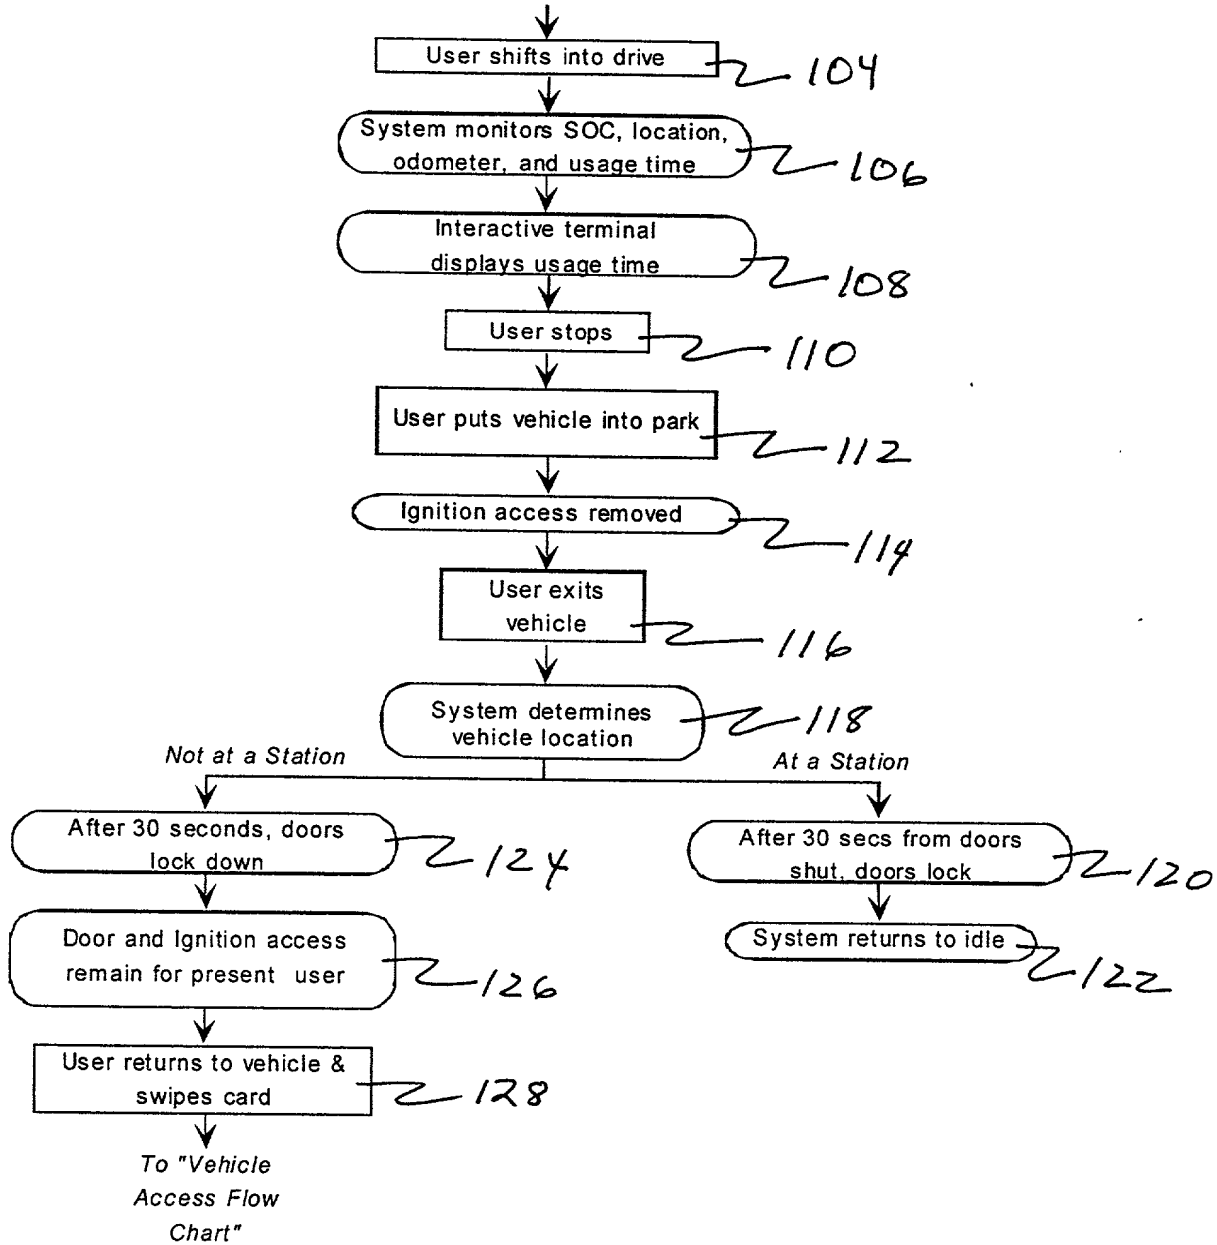 User shifts into drive
104
System monitors SOC, location,
odometer, and usage time
106
Interactive terminal
displays usage time
108
User stops
110
User puts vehicle into park
112
Ignition access removed
114
User exits
vehicle
116
System determines
vehicle location
118
Not at a Station
At a Station
After 30 seconds, doors
lock down
124
After 30 secs from doors
shut, doors lock
120
Door and Ignition access
remain for present user
126
System returns to idle
122
User returns to vehicle &
swipes card
128
To "Vehicle
Access Flow
Chart"